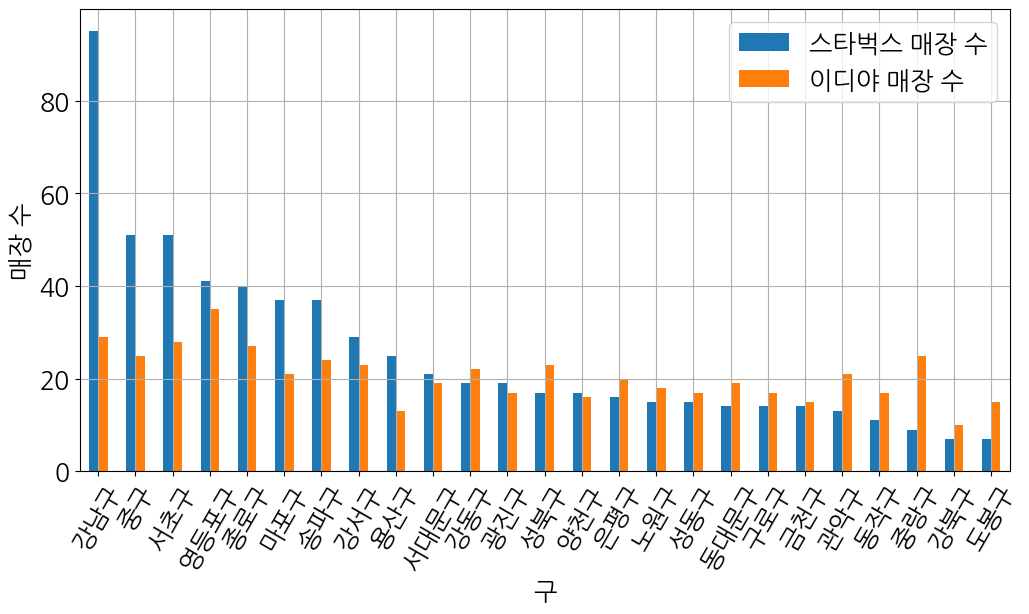 스타벅스 매장 수
이디야 매장 수
매장 수
80
60
40
20
0
강남구
중구
서초구
영등포구
종로구
마포구
송파구
강서구
용산구
서대문구
강동구
광진구
성북구
양천구
은평구
노원구
성동구
동대문구
구로구
금천구
관악구
동작구
중랑구
강북구
도봉구
구